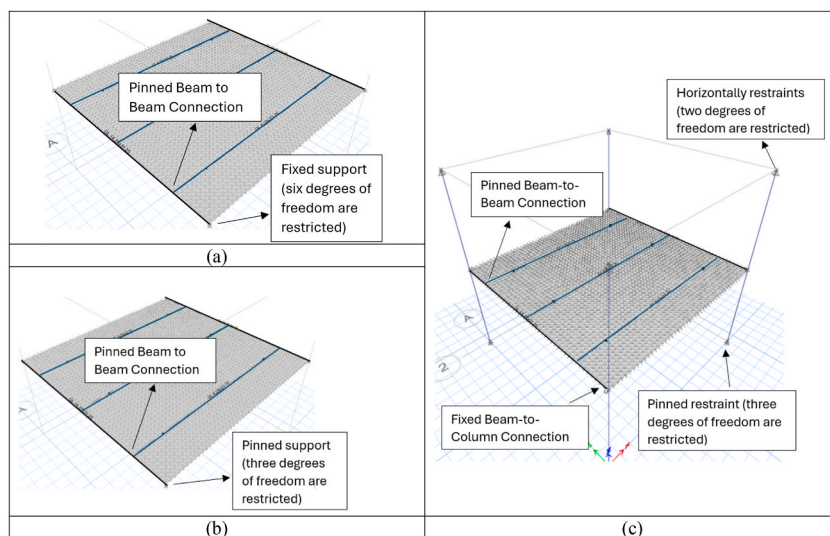 Pinned Beam to
Beam Connection
A
Fixed support
(six degrees of
freedom are
restricted)
(a)
Pinned Beam to
Beam Connection
Pinned support
(three degrees
of freedom are
restricted)
(b)
Horizontally restraints
(two degrees of
freedom are restricted)
Pinned Beam-to-
Beam Connection
A
2
Fixed Beam-to-
Column Connection
Pinned restraint (three
degrees of freedom are
restricted)
(c)